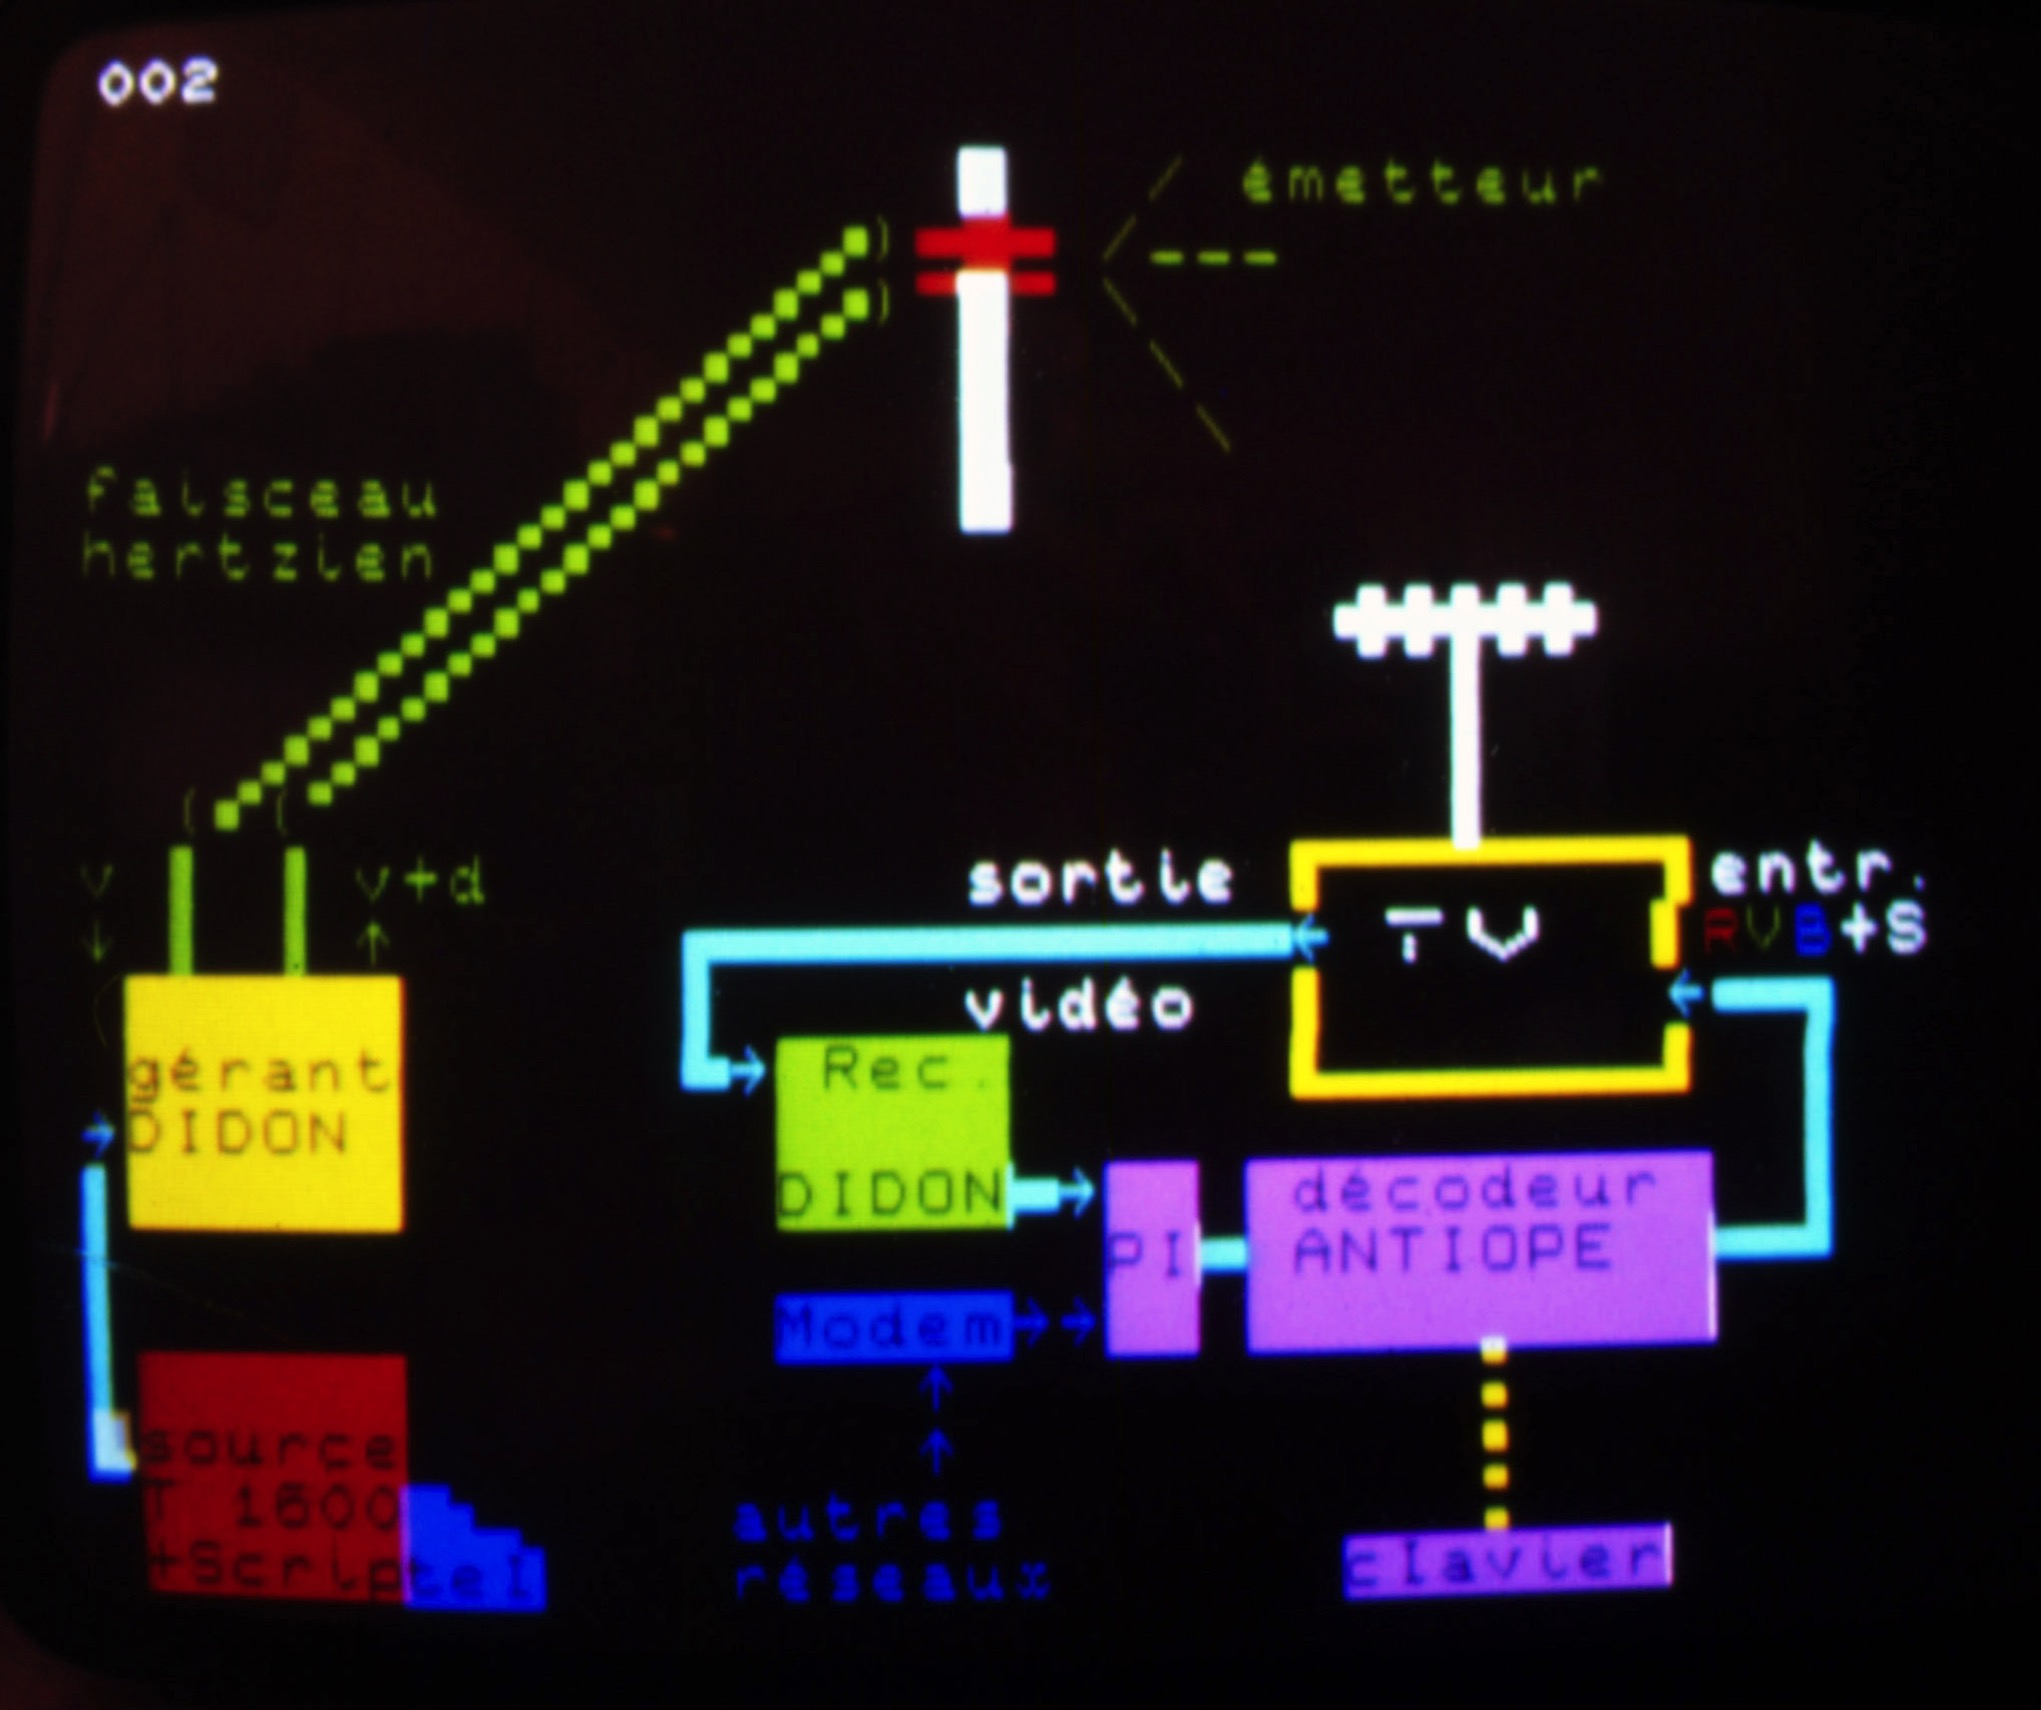 002
émetteur
faisceau
hertzien
v
v+d
sortie
vidéo
TV
entr.
RVB+S
gérant
DIDON
Rec.
DIDON
PI
décodeur
ANTIOPE
Modem
source
T 1600
+Scriptel
autres
réseaux
clavier